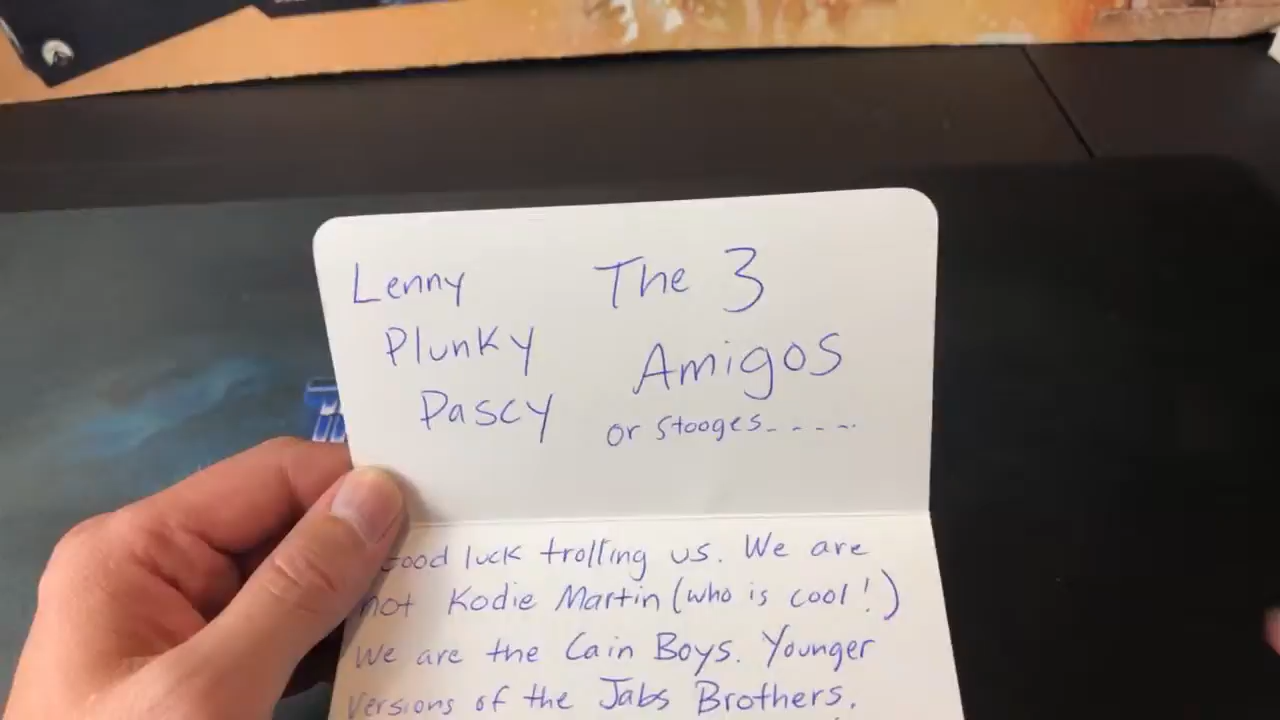 Lenny
Plunky
Pascy
The 3
Amigos
or Stooges.....
Good luck trolling us. We are
not Kodie Martin (who is cool!)
We are the Cain Boys. Younger
Versions of the Jabs Brothers.